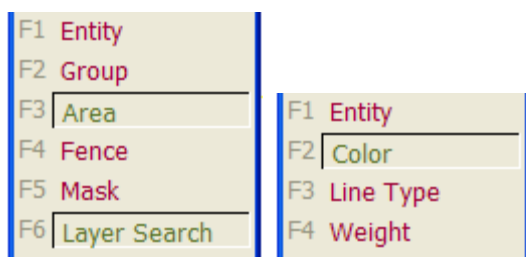 F1 Entity
F2 Group
F3 Area
F4 Fence
F5 Mask
F6 Layer Search
F1 Entity
F2 Color
F3 Line Type
F4 Weight